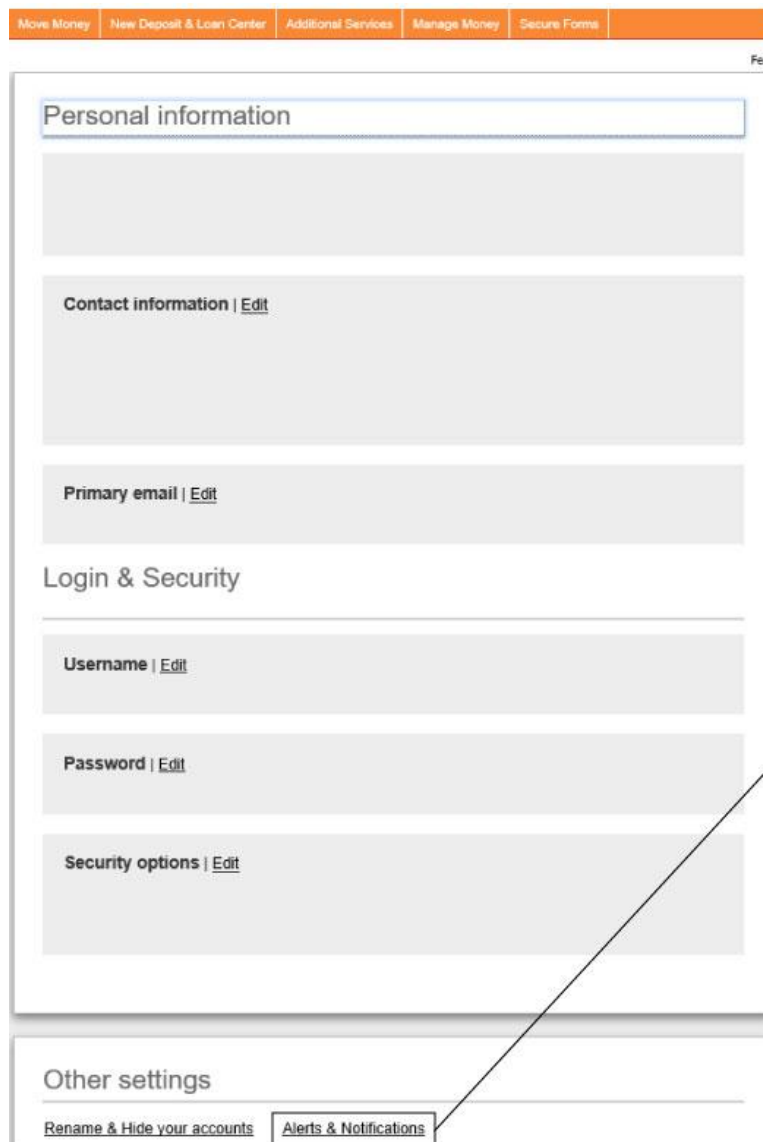 Move Money New Deposit & Loan Center Additional Services Manage Money Secure Forms
Fe
Personal information
Contact information | Edit
Primary email | Edit
Login & Security
Username | Edit
Password | Edit
Security options | Edit
Other settings
Rename & Hide your accounts Alerts & Notifications